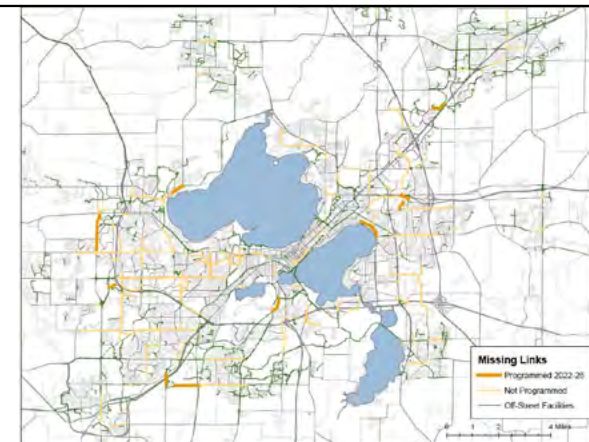 Missing Links
Programmed 2022-26
Not Programmed
Off-Street Facilities
0 1 2 4 Miles